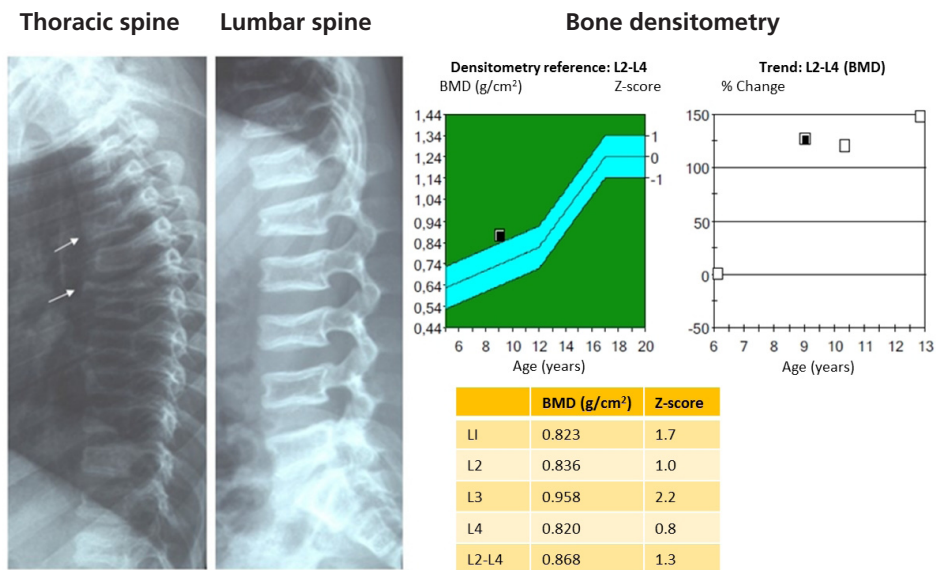 Thoracic spine
Lumbar spine
Bone densitometry
Densitometry reference: L2-L4
BMD (g/cm²)
Z-score
1,44
1,34
1,24
1,14
1,04
0,94
0,84
0,74
0,64
0,54
0,44
1
0
-1
6 8 10 12 14 16 18 20
Age (years)
Trend: L2-L4 (BMD)
% Change
150
100
50
0
-50
6 7 8 9 10 11 12 13
Age (years)
BMD (g/cm²) Z-score
LI 0.823 1.7
L2 0.836 1.0
L3 0.958 2.2
L4 0.820 0.8
L2-L4 0.868 1.3